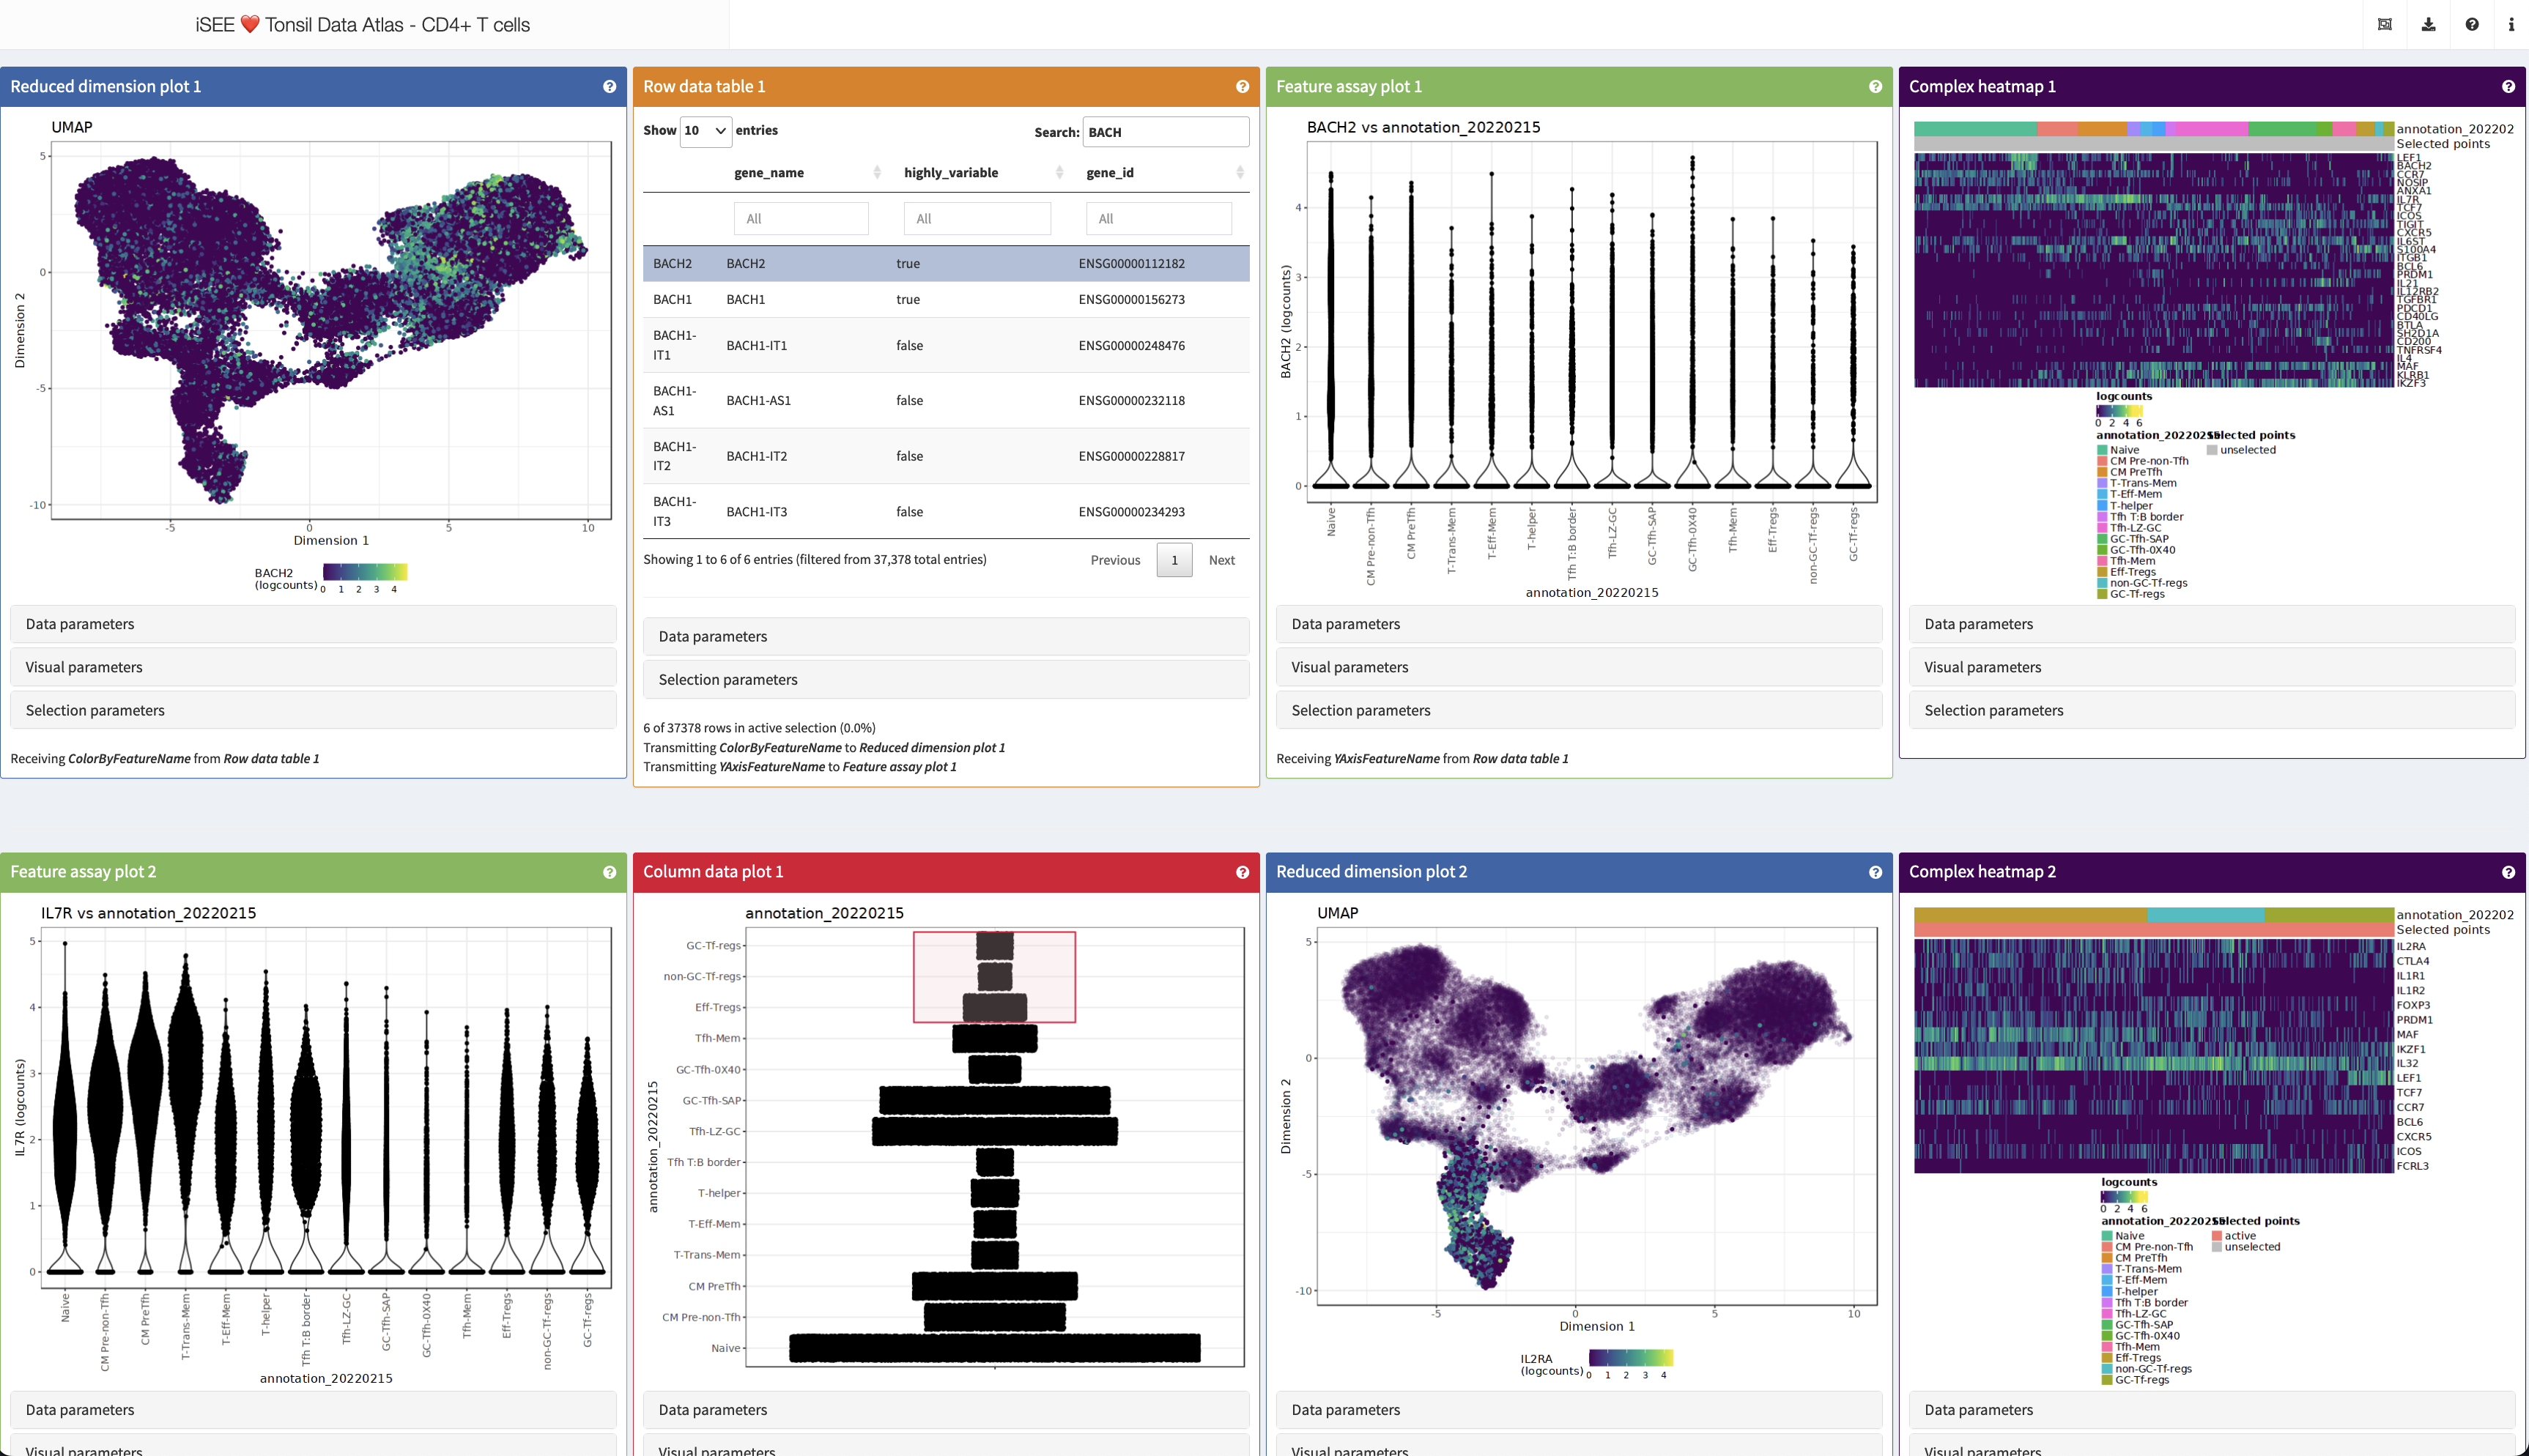 iSEE ❤️ Tonsil Data Atlas - CD4+ T cells
Reduced dimension plot 1
UMAP
5
0
-5
-10
Dimension 2
-5 0 5 10
Dimension 1
BACH2
(logcounts)
0 1 2 3 4
Data parameters
Visual parameters
Selection parameters
Receiving ColorByFeatureName from Row data table 1
Row data table 1
Show 10 entries
Search: BACH
gene_name highly_variable gene_id
All All All
BACH2 BACH2 true ENSG00000112182
BACH1 BACH1 true ENSG00000156273
BACH1-
IT1 BACH1-IT1 false ENSG00000248476
BACH1-
AS1 BACH1-AS1 false ENSG00000232118
BACH1-
IT2 BACH1-IT2 false ENSG00000228817
BACH1-
IT3 BACH1-IT3 false ENSG00000234293
Showing 1 to 6 of 6 entries (filtered from 37,378 total entries)
Previous 1 Next
Data parameters
Selection parameters
6 of 37378 rows in active selection (0.0%)
Transmitting ColorByFeatureName to Reduced dimension plot 1
Transmitting YAxisFeatureName to Feature assay plot 1
Feature assay plot 1
BACH2 vs annotation_20220215
4
3
2
1
0
BACH2 (logcounts)
Naive
CM Pre-non-Tfh
CM PreTfh
T-Trans-Mem
T-Eff-Mem
T-helper
Tfh T:B border
Tfh-LZ-GC
GC-Tfh-SAP
GC-Tfh-0X40
Tfh-Mem
Eff-Tregs
non-GC-Tf-regs
GC-Tf-regs
annotation_20220215
Data parameters
Visual parameters
Selection parameters
Receiving YAxisFeatureName from Row data table 1
Complex heatmap 1
annotation_202202
Selected points
LEF1
BACH2
CCR7
NOSIP
ANXA1
IL7R
TCF7
ICOS
TIGIT
CXCR5
IL6ST
S100A4
ITGB1
BCL6
PRDM1
IL21
IL12RB2
TGFBR1
PDCD1
CD40LG
BTLA
SH2D1A
CD200
TNFRSF4
IL4
MAF
KLRB1
IKZF3
logcounts
0 2 4 6
annotation_20220215
Selected points
Naive
unselected
CM Pre-non-Tfh
CM PreTfh
T-Trans-Mem
T-Eff-Mem
T-helper
Tfh T:B border
Tfh-LZ-GC
GC-Tfh-SAP
GC-Tfh-0X40
Tfh-Mem
Eff-Tregs
non-GC-Tf-regs
GC-Tf-regs
Data parameters
Visual parameters
Selection parameters
Feature assay plot 2
IL7R vs annotation_20220215
5
4
3
2
1
0
IL7R (logcounts)
Naive
CM Pre-non-Tfh
CM PreTfh
T-Trans-Mem
T-Eff-Mem
T-helper
Tfh T:B border
Tfh-LZ-GC
GC-Tfh-SAP
GC-Tfh-0X40
Tfh-Mem
Eff-Tregs
non-GC-Tf-regs
GC-Tf-regs
annotation_20220215
Data parameters
Visual parameters
Column data plot 1
annotation_20220215
GC-Tf-regs
non-GC-Tf-regs
Eff-Tregs
Tfh-Mem
GC-Tfh-0X40
GC-Tfh-SAP
Tfh-LZ-GC
Tfh T:B border
T-helper
T-Eff-Mem
T-Trans-Mem
CM PreTfh
CM Pre-non-Tfh
Naive
annotation_20220215
Data parameters
Visual parameters
Reduced dimension plot 2
UMAP
5
0
-5
-10
Dimension 2
-5 0 5 10
Dimension 1
IL2RA
(logcounts)
0 1 2 3 4
Data parameters
Visual parameters
Complex heatmap 2
annotation_202202
Selected points
IL2RA
CTLA4
IL1R1
IL1R2
FOXP3
PRDM1
MAF
IKZF1
IL32
LEF1
TCF7
CCR7
BCL6
CXCR5
ICOS
FCRL3
logcounts
0 2 4 6
annotation_20220215
Selected points
Naive
active
CM Pre-non-Tfh
unselected
CM PreTfh
T-Trans-Mem
T-Eff-Mem
T-helper
Tfh T:B border
Tfh-LZ-GC
GC-Tfh-SAP
GC-Tfh-0X40
Tfh-Mem
Eff-Tregs
non-GC-Tf-regs
GC-Tf-regs
Data parameters
Visual parameters